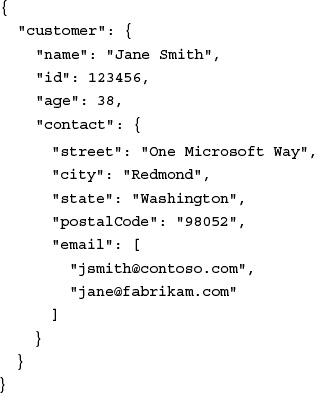 {
"customer": {
"name": "Jane Smith",
"id": 123456,
"age": 38,
"contact": {
"street": "One Microsoft Way",
"city": "Redmond",
"state": "Washington",
"postalCode": "98052",
"email": [
"jsmith@contoso.com",
"jane@fabrikam.com"
]
}
}
}